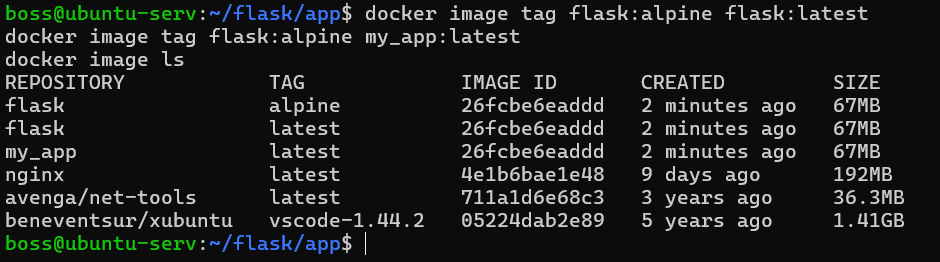 boss@ubuntu-serv:~/flask/app$ docker image tag flask:alpine flask:latest
docker image tag flask:alpine my_app:latest
docker image ls
REPOSITORY            TAG             IMAGE ID       CREATED         SIZE
flask                 alpine          26fcbe6eaddd   2 minutes ago   67MB
flask                 latest          26fcbe6eaddd   2 minutes ago   67MB
my_app                latest          26fcbe6eaddd   2 minutes ago   67MB
nginx                 latest          4e1b6bae1e48   9 days ago      192MB
avenga/net-tools      latest          711a1d6e68c3   3 years ago     36.3MB
beneventsur/xubuntu   vscode-1.44.2   05224dab2e89   5 years ago     1.41GB
boss@ubuntu-serv:~/flask/app$